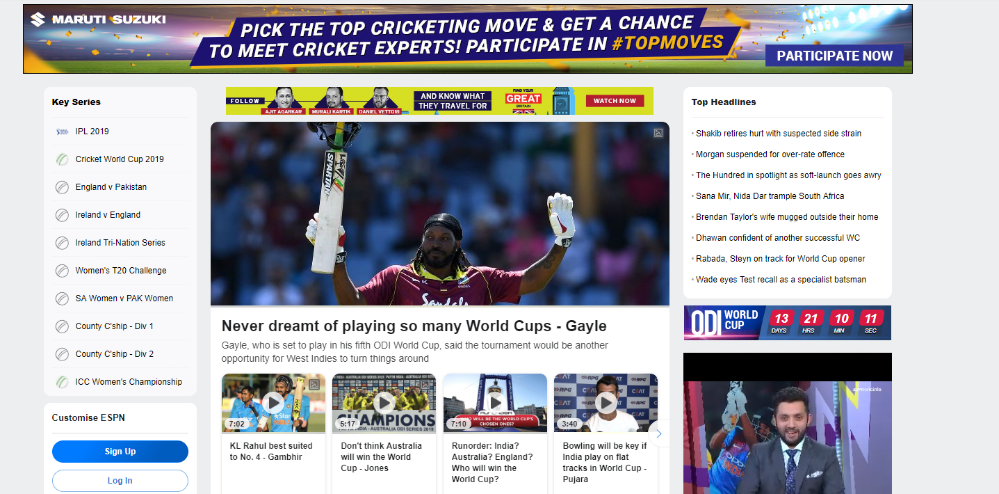 MARUTI SUZUKI
PICK THE TOP CRICKETING MOVE & GET A CHANCE
TO MEET CRICKET EXPERTS! PARTICIPATE IN #TOPMOVES
PARTICIPATE NOW
Key Series
IPL 2019
Cricket World Cup 2019
England v Pakistan
Ireland v England
Ireland Tri-Nation Series
Women's T20 Challenge
SA Women v PAK Women
County C'ship - Div 1
County C'ship - Div 2
ICC Women's Championship
Customise ESPN
Sign Up
Log In
FOLLOW
AJIT AGARKAR
MURALI KARTIK
DANIEL VETTORI
AND KNOW WHAT
THEY TRAVEL FOR
FIND YOUR
GREAT
BRITAIN
WATCH NOW
SPARTAN
Sandals
Never dreamt of playing so many World Cups - Gayle
Gayle, who is set to play in his fifth ODI World Cup, said the tournament would be another
opportunity for West Indies to turn things around
Star
7:02
KL Rahul best suited
to No. 4 - Gambhir
CHAMPIONS
5:17
Don't think Australia
will win the World
Cup - Jones
WHO WILL BE THE WORLD CUP'S
CHOSEN ONES?
7:10
Runorder: India?
Australia? England?
Who will win the
World Cup?
RPG
CEAT
3:40
Bowling will be key if
India play on flat
tracks in World Cup -
Pujara
Top Headlines
Shakib retires hurt with suspected side strain
Morgan suspended for over-rate offence
The Hundred in spotlight as soft-launch goes awry
Sana Mir, Nida Dar trample South Africa
Brendan Taylor's wife mugged outside their home
Dhawan confident of another successful WC
Rabada, Steyn on track for World Cup opener
Wade eyes Test recall as a specialist batsman
ODI WORLD CUP
13 21 10 11
DAYS HRS MIN SEC
ESPNcricinfo
oppo